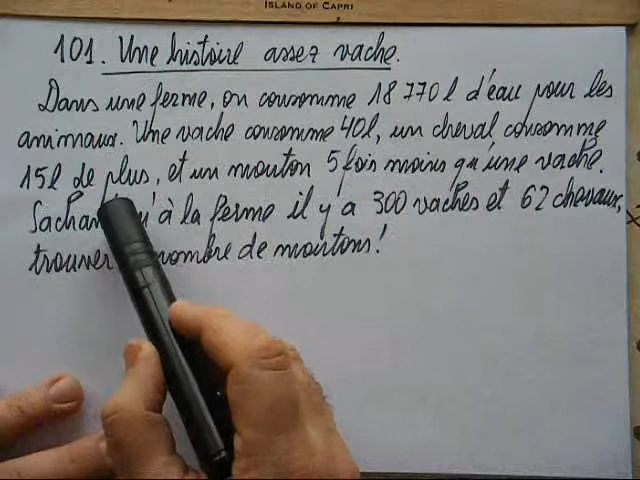 ISLAND OF CAPRI
101. Une histoire assez vache.
Dans une ferme, on consomme 18 770 l d'eau pour les
animaux. Une vache consomme 40l, un cheval consomme
15l de plus, et un mouton 5 fois moins qu'une vache.
qu'à la ferme il y a 300 vaches et 62 chevaux,
trouver nombre de moutons!